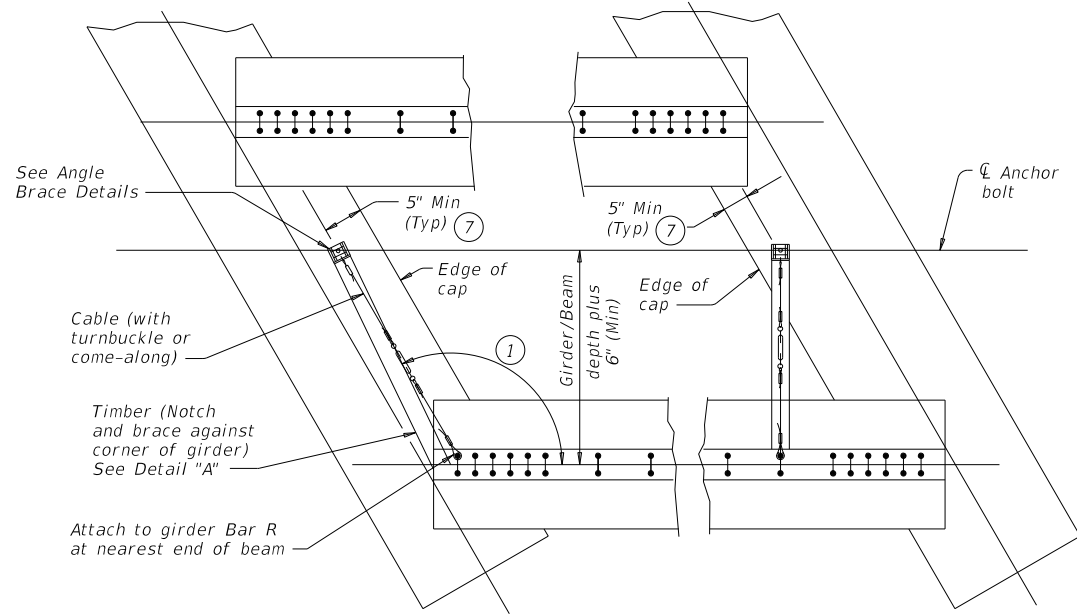 See Angle
Brace Details
5" Min
(Typ) 7
5" Min
(Typ) 7
℄ Anchor
bolt
Edge of
cap
Edge of
cap
Girder/Beam
depth plus
6" (Min)
Cable (with
turnbuckle or
come-along)
1
Timber (Notch
and brace against
corner of girder)
See Detail "A"
Attach to girder Bar R
at nearest end of beam